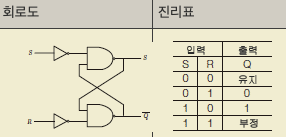 회로도
진리표
S
S
R
Q
입력 출력
S R Q
0 0 유지
0 1 0
1 0 1
1 1 부정